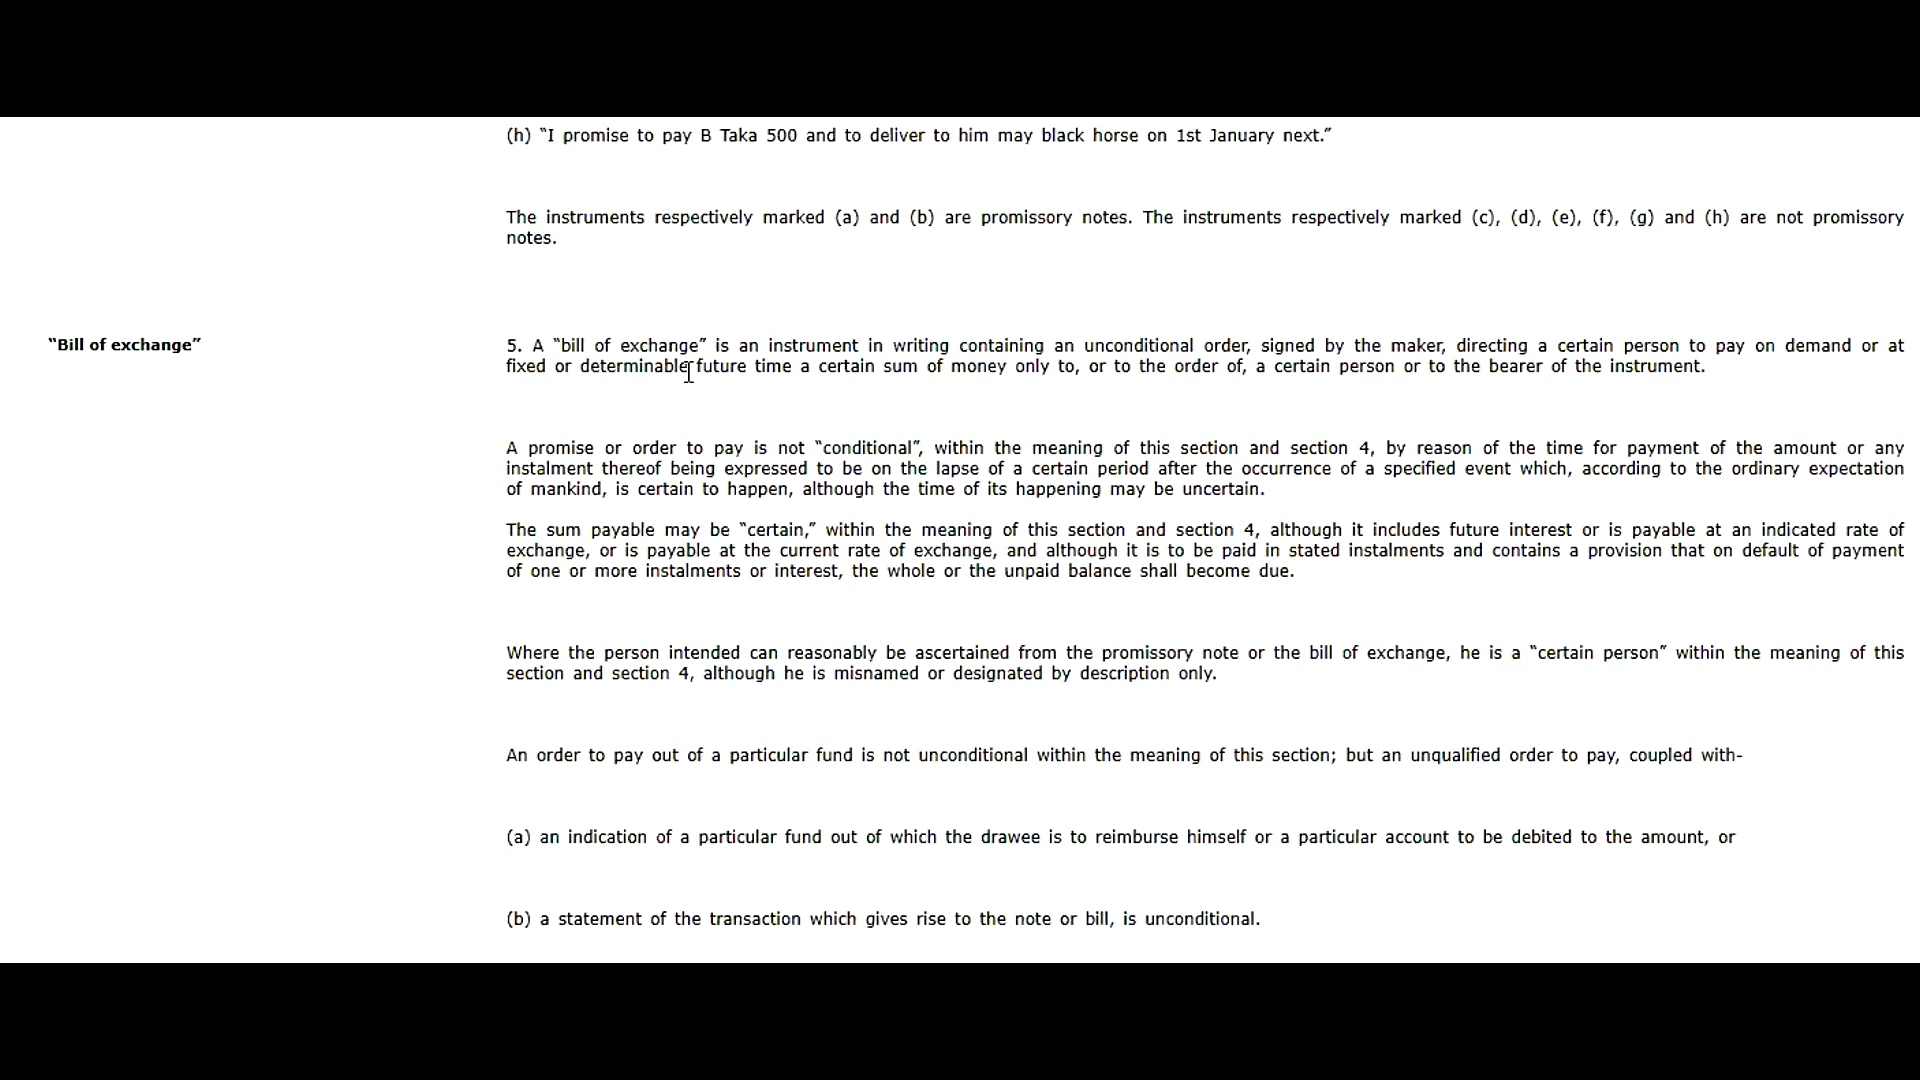 (h) “I promise to pay B Taka 500 and to deliver to him may black horse on 1st January next.”
The instruments respectively marked (a) and (b) are promissory notes. The instruments respectively marked (c), (d), (e), (f), (g) and (h) are not promissory
notes.
“Bill of exchange”
5. A “bill of exchange” is an instrument in writing containing an unconditional order, signed by the maker, directing a certain person to pay on demand or at
fixed or determinable future time a certain sum of money only to, or to the order of, a certain person or to the bearer of the instrument.
A promise or order to pay is not “conditional”, within the meaning of this section and section 4, by reason of the time for payment of the amount or any
instalment thereof being expressed to be on the lapse of a certain period after the occurrence of a specified event which, according to the ordinary expectation
of mankind, is certain to happen, although the time of its happening may be uncertain.
The sum payable may be “certain,” within the meaning of this section and section 4, although it includes future interest or is payable at an indicated rate of
exchange, or is payable at the current rate of exchange, and although it is to be paid in stated instalments and contains a provision that on default of payment
of one or more instalments or interest, the whole or the unpaid balance shall become due.
Where the person intended can reasonably be ascertained from the promissory note or the bill of exchange, he is a “certain person” within the meaning of this
section and section 4, although he is misnamed or designated by description only.
An order to pay out of a particular fund is not unconditional within the meaning of this section; but an unqualified order to pay, coupled with-
(a) an indication of a particular fund out of which the drawee is to reimburse himself or a particular account to be debited to the amount, or
(b) a statement of the transaction which gives rise to the note or bill, is unconditional.